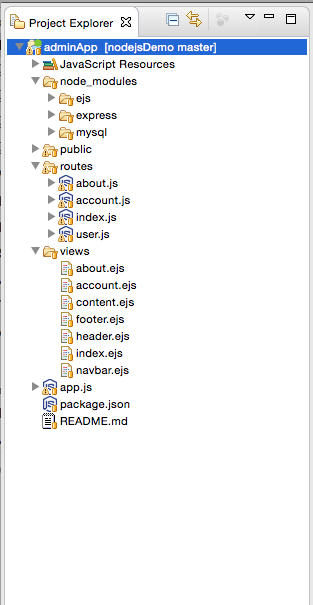 Project Explorer
adminApp [nodejsDemo master]
JavaScript Resources
node_modules
ejs
express
mysql
public
routes
about.js
account.js
index.js
user.js
views
about.ejs
account.ejs
content.ejs
footer.ejs
header.ejs
index.ejs
navbar.ejs
app.js
package.json
README.md